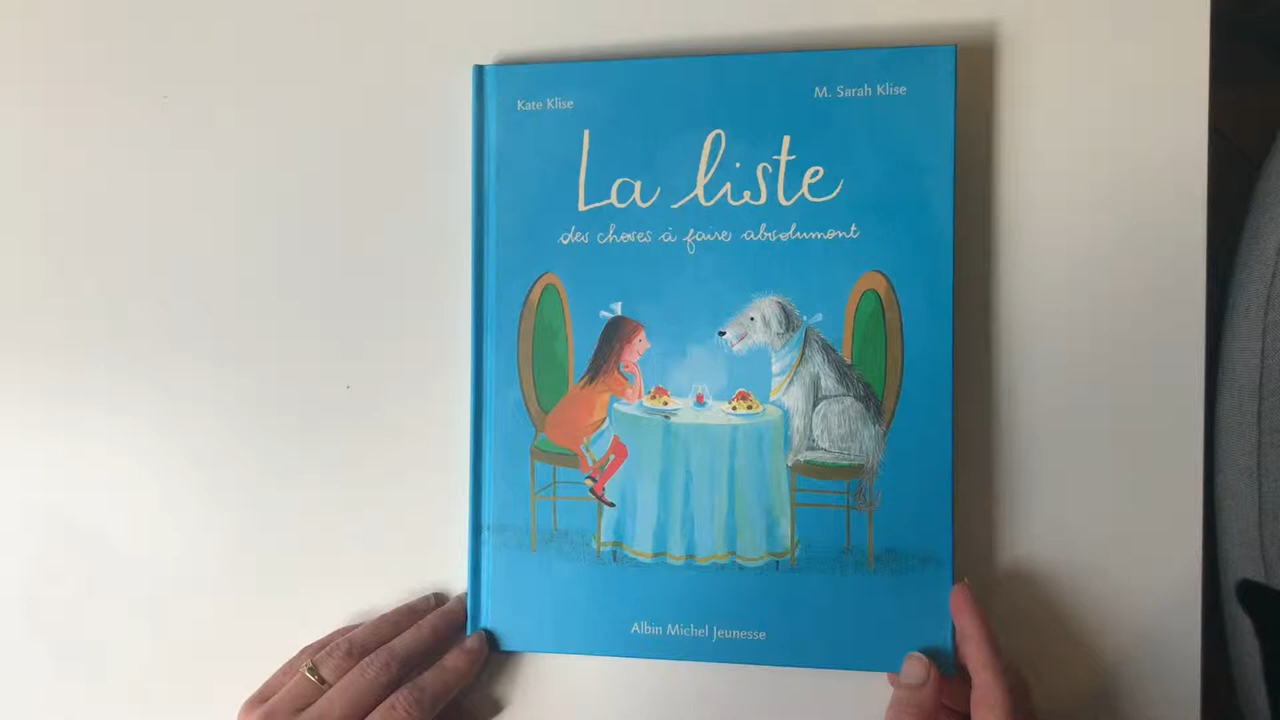 Kate Klise
M. Sarah Klise
La liste
des choses à faire absolument
Albin Michel Jeunesse